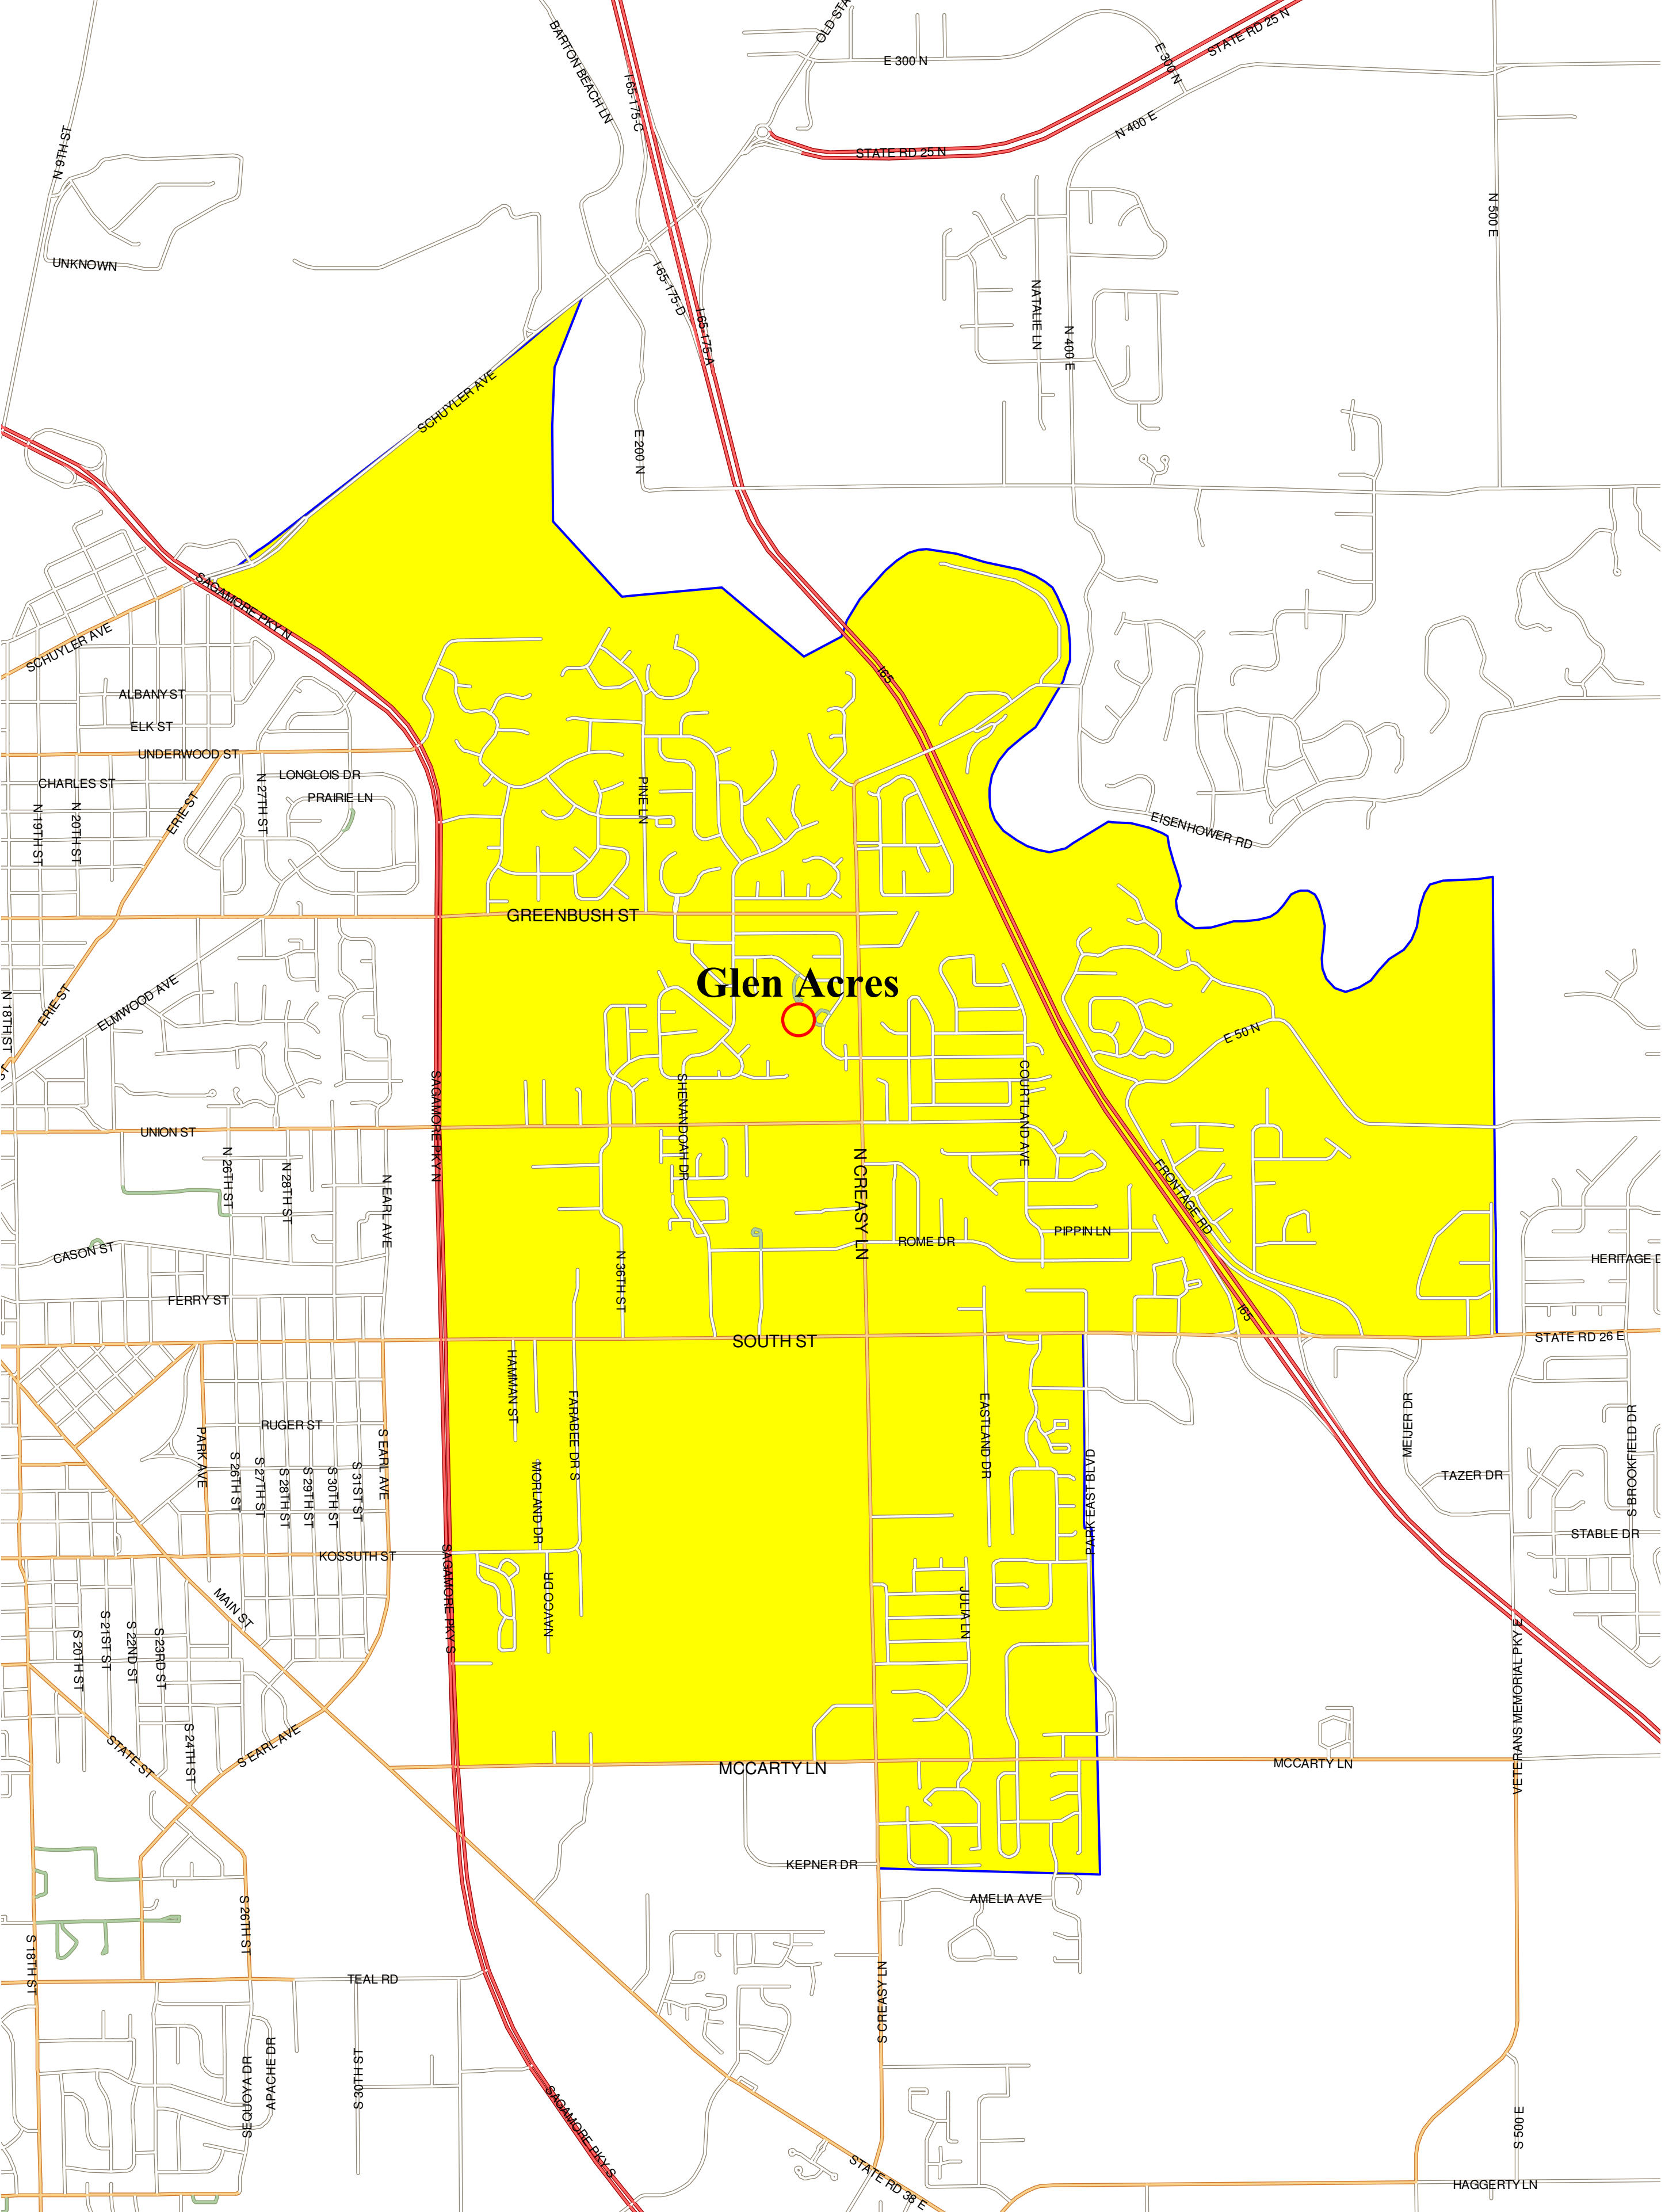 OLD STA
BARTON BEACH LN
I-65-175-C
E 300 N
E 300 N
STATE RD 25 N
N 400 E
STATE RD 25 N
N 9TH ST
N 500 E
UNKNOWN
I-65-175-D
I-65-175-A
NATALIE LN
N 400 E
SCHUYLER AVE
E 200 N
SAGAMORE PKY N
SCHUYLER AVE
I65
ALBANY ST
ELK ST
UNDERWOOD ST
LONGLOIS DR
CHARLES ST
PRAIRIE LN
N 27TH ST
PINE LN
N 19TH ST
N 20TH ST
ERIE ST
EISENHOWER RD
GREENBUSH ST
Glen Acres
ELMWOOD AVE
ERIE ST
N 18TH ST
E 50 N
SAGAMORE PKY N
SHENANDOAH DR
COURTLAND AVE
UNION ST
N 26TH ST
N 28TH ST
N EARL AVE
N CREASY LN
FRONTAGE RD
PIPPIN LN
ROME DR
CASON ST
N 36TH ST
HERITAGE D
FERRY ST
I65
SOUTH ST
STATE RD 26 E
HAMMAN ST
FARABEE DR S
EASTLAND DR
MEIJER DR
RUGER ST
PARK AVE
S EARL AVE
S BROOKFIELD DR
S 26TH ST
S 27TH ST
S 28TH ST
S 29TH ST
S 30TH ST
S 31ST ST
MORLAND DR
PARK EAST BLVD
TAZER DR
STABLE DR
KOSSUTH ST
SAGAMORE PKY S
NAVCO DR
JULIA LN
MAIN ST
S 20TH ST
S 21ST ST
S 22ND ST
S 23RD ST
VETERANS MEMORIAL PKY E
STATE ST
S 24TH ST
S EARL AVE
MCCARTY LN
MCCARTY LN
KEPNER DR
AMELIA AVE
S 26TH ST
S 18TH ST
TEAL RD
S CREASY LN
SEQUOYA DR
APACHE DR
S 30TH ST
SAGAMORE PKY S
S 500 E
STATE RD 38 E
HAGGERTY LN